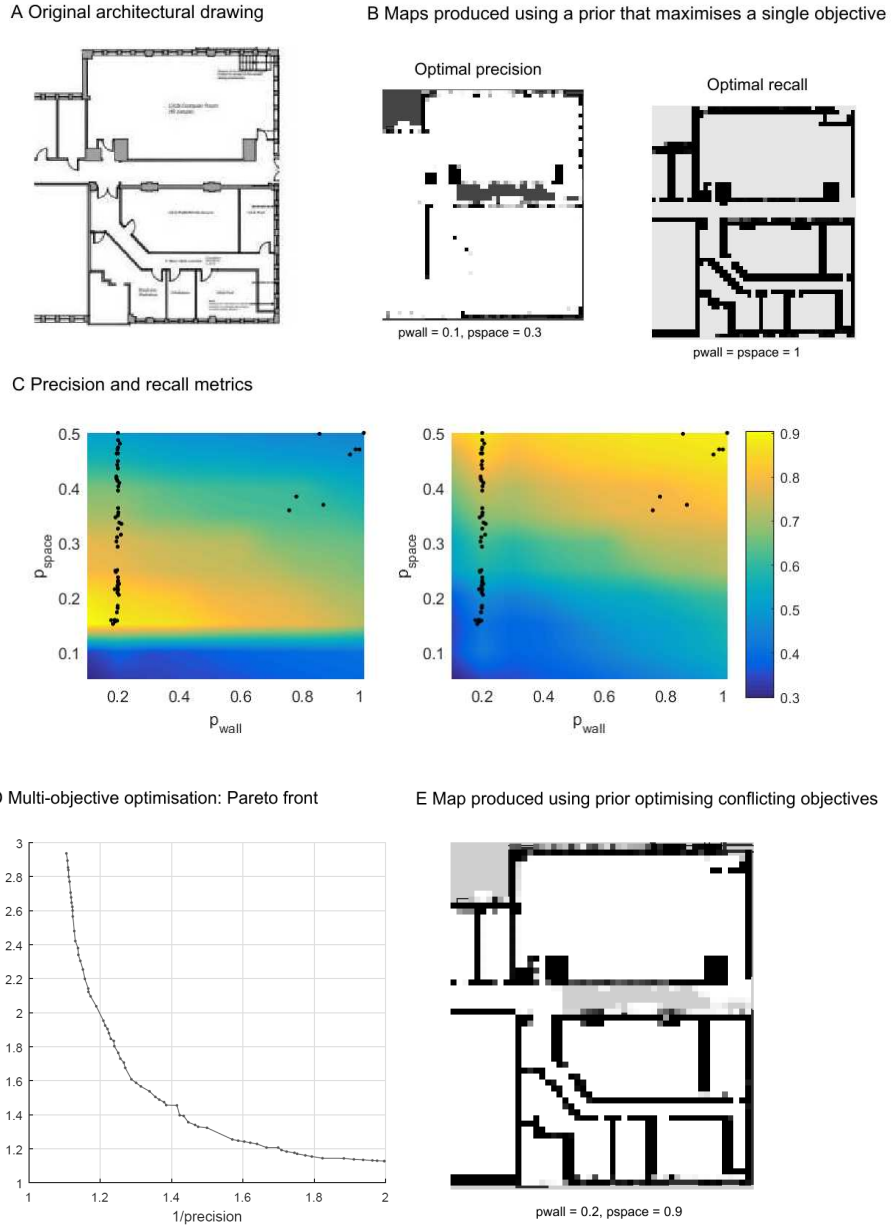 A Original architectural drawing
B Maps produced using a prior that maximises a single objective
Optimal precision
Optimal recall
pwall = 0.1, pspace = 0.3
pwall = pspace = 1
C Precision and recall metrics
0.5
0.4
0.3
0.2
0.1
pspace
0.2
0.4
0.6
0.8
1
pwall
0.5
0.4
0.3
0.2
0.1
pspace
0.2
0.4
0.6
0.8
1
pwall
0.9
0.8
0.7
0.6
0.5
0.4
0.3
Multi-objective optimisation: Pareto front
3
2.8
2.6
2.4
2.2
2
1.8
1.6
1.4
1.2
1
1
1.2
1.4
1.6
1.8
2
1/precision
E Map produced using prior optimising conflicting objectives
pwall = 0.2, pspace = 0.9